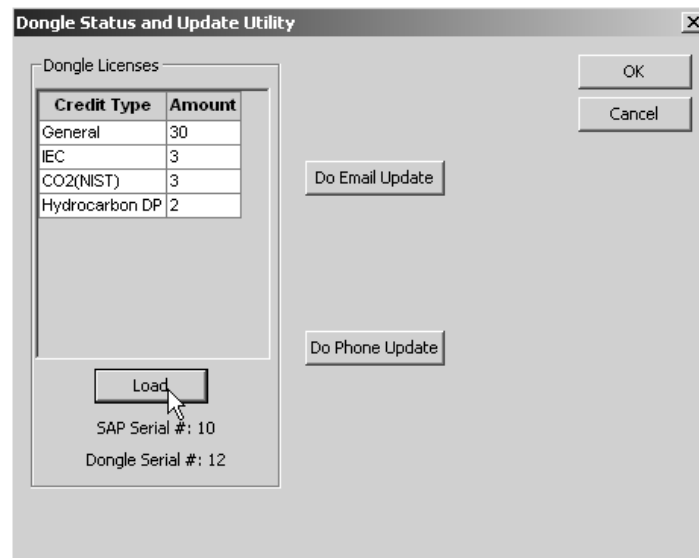 Dongle Status and Update Utility
Dongle Licenses
Credit Type Amount
General 30
IEC 3
CO2(NIST) 3
Hydrocarbon DP 2
Load
SAP Serial #: 10
Dongle Serial #: 12
Do Email Update
Do Phone Update
OK
Cancel